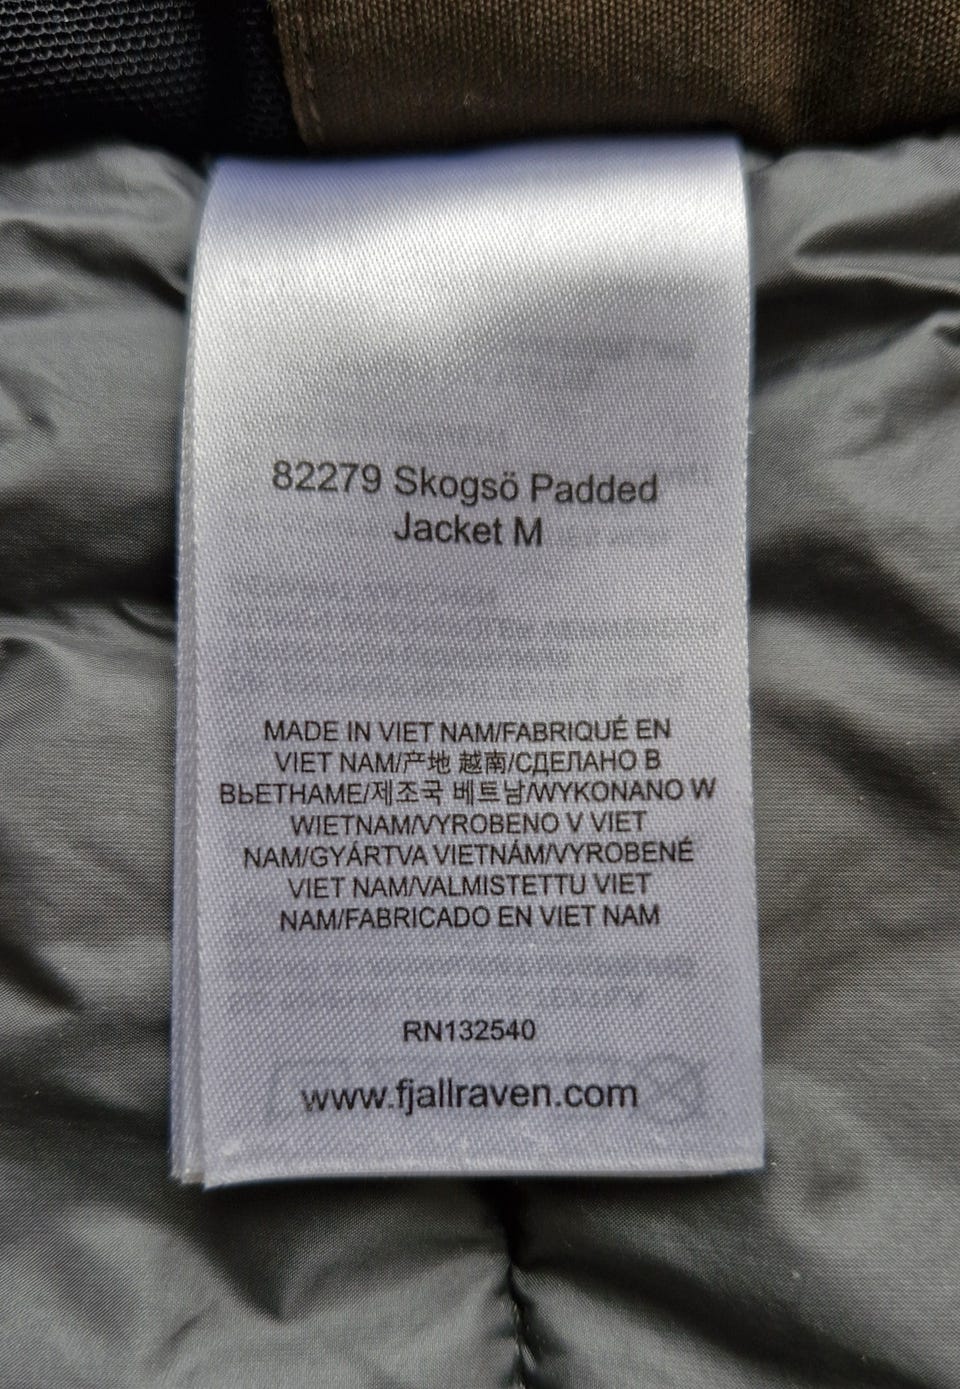 82279 Skogsö Padded
Jacket M
MADE IN VIET NAM/FABRIQUÉ EN
VIET NAM/产地 越南/СДЕЛАНО В
ВЬЕТНАМЕ/제조국 베트남/WYKONANO W
WIETNAM/VYROBENO V VIET
NAM/GYÁRTVA VIETNÁM/VYROBENÉ
VIET NAM/VALMISTETTU VIET
NAM/FABRICADO EN VIET NAM
RN132540
www.fjallraven.com